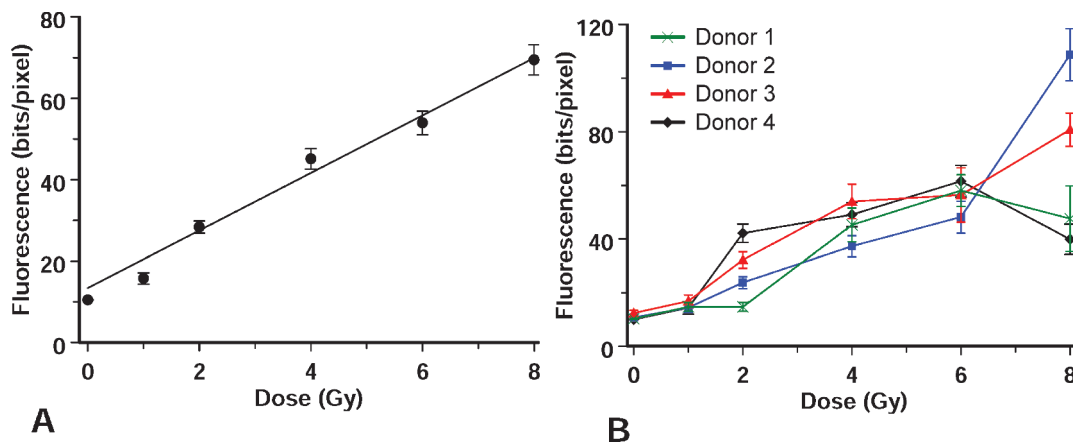 80
60
40
20
0
Fluorescence (bits/pixel)
0 2 4 6 8
Dose (Gy)
A
120
80
40
0
Fluorescence (bits/pixel)
Donor 1
Donor 2
Donor 3
Donor 4
0 2 4 6 8
Dose (Gy)
B